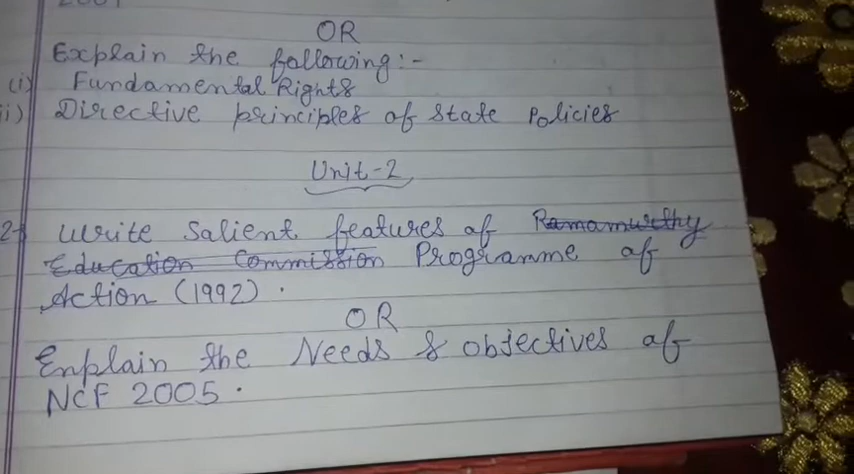 OR
Explain the following:-
(i) Fundamental Rights
ii) Directive principles of State Policies
Unit-2
2- Write Salient features of Ramamurthy
Education Commission Programme of
Action (1992).
OR
Enplain the Needs & objectives of
NCF 2005.